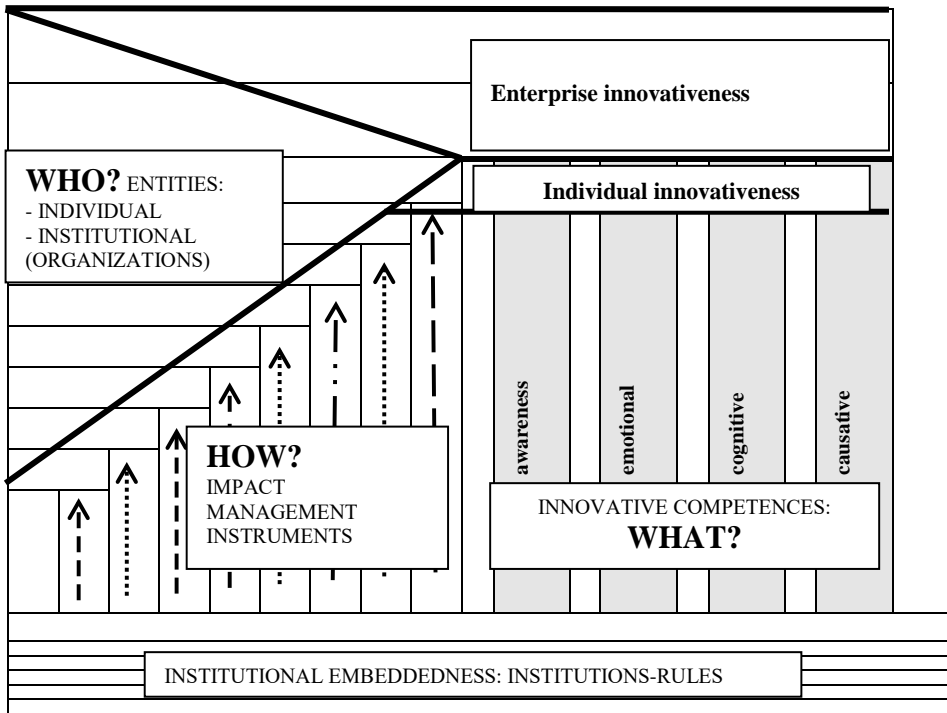 Enterprise innovativeness
Individual innovativeness
WHO? ENTITIES:
- INDIVIDUAL
- INSTITUTIONAL
(ORGANIZATIONS)
HOW?
IMPACT
MANAGEMENT
INSTRUMENTS
awareness
emotional
cognitive
causative
INNOVATIVE COMPETENCES:
WHAT?
INSTITUTIONAL EMBEDDEDNESS: INSTITUTIONS-RULES